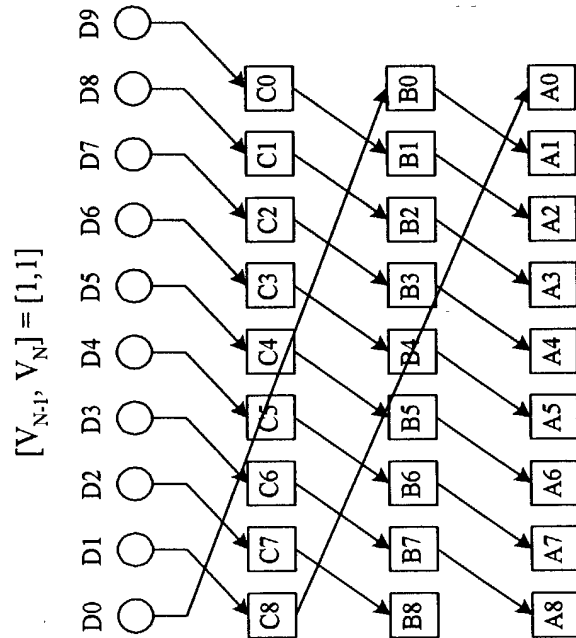 [V_{N-1}, V_N] = [1,1]
D0 D1 D2 D3 D4 D5 D6 D7 D8 D9
C8 C7 C6 C5 C4 C3 C2 C1 C0
B8 B7 B6 B5 B4 B3 B2 B1 B0
A8 A7 A6 A5 A4 A3 A2 A1 A0